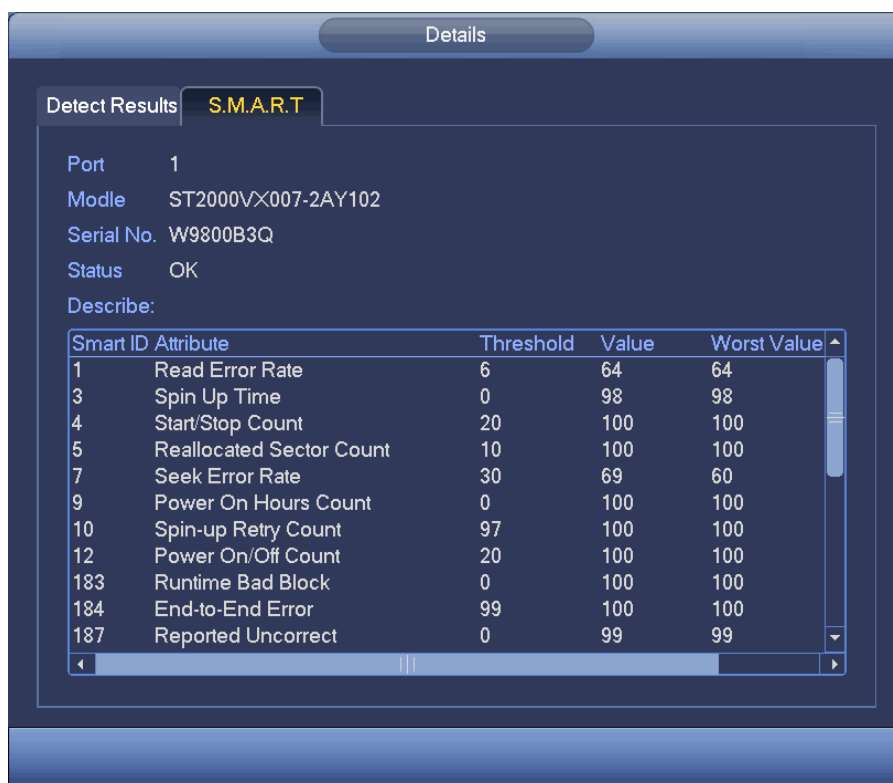 Details
Detect Results S.M.A.R.T
Port 1
Modle ST2000VX007-2AY102
Serial No. W9800B3Q
Status OK
Describe:
Smart ID Attribute Threshold Value Worst Value
1 Read Error Rate 6 64 64
3 Spin Up Time 0 98 98
4 Start/Stop Count 20 100 100
5 Reallocated Sector Count 10 100 100
7 Seek Error Rate 30 69 60
9 Power On Hours Count 0 100 100
10 Spin-up Retry Count 97 100 100
12 Power On/Off Count 20 100 100
183 Runtime Bad Block 0 100 100
184 End-to-End Error 99 100 100
187 Reported Uncorrect 0 99 99